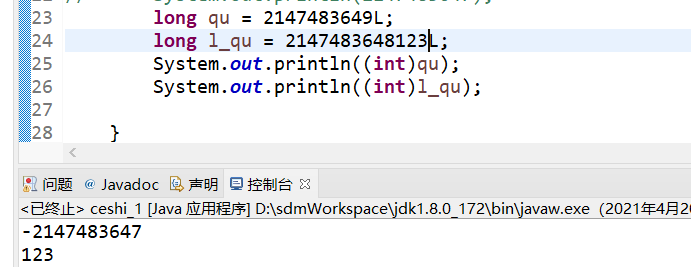 23 long qu = 2147483649L;
24 long l_qu = 2147483648123L;
25 System.out.println((int)qu);
26 System.out.println((int)l_qu);
27
28 }
问题 @ Javadoc 声明 控制台
<已终止> ceshi_1 [Java 应用程序] D:\sdmWorkspace\jdk1.8.0_172\bin\javaw.exe (2021年4月20
-2147483647
123